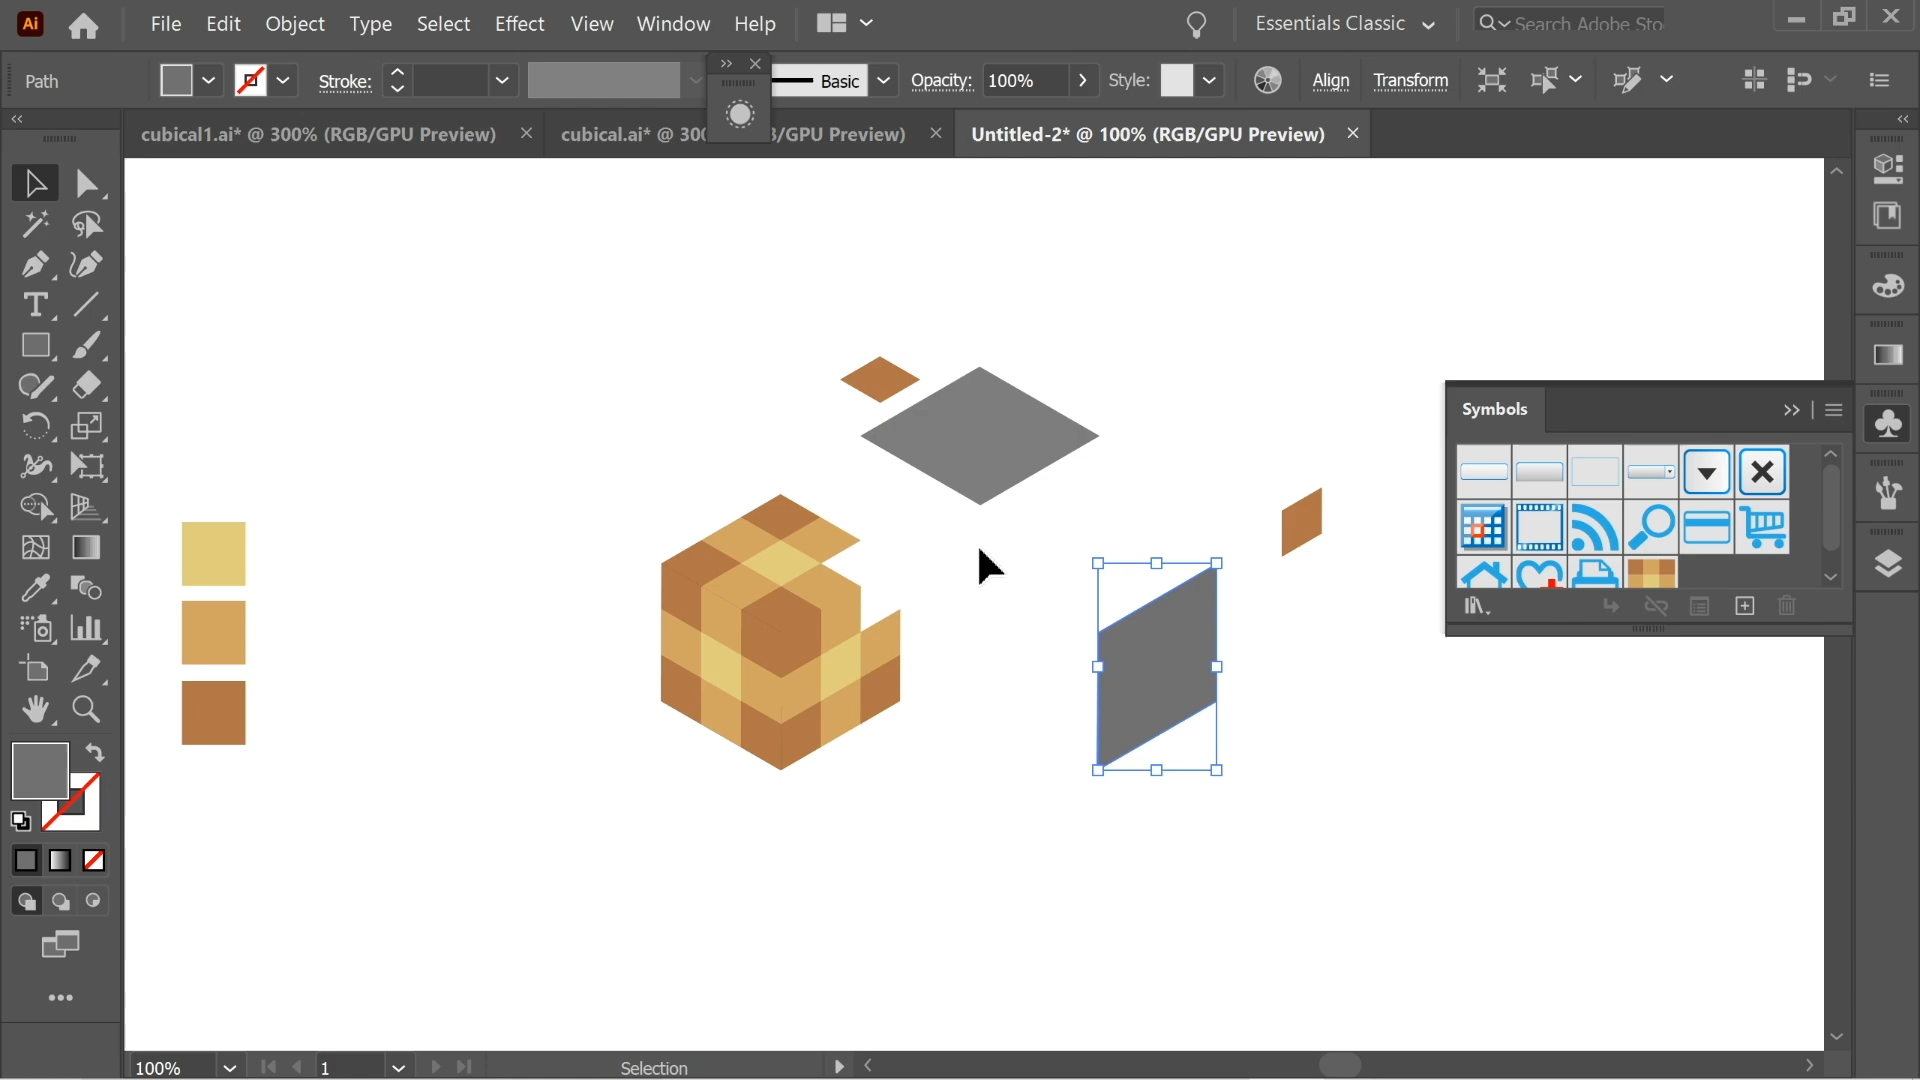 Ai File Edit Object Type Select Effect View Window Help Essentials Classic Search Adobe Sto
Path Stroke: Basic Opacity: 100% Style: Align Transform
cubical1.ai* @ 300% (RGB/GPU Preview) cubical.ai* @ 300 B/GPU Preview) Untitled-2* @ 100% (RGB/GPU Preview)
Symbols
100% 1 Selection